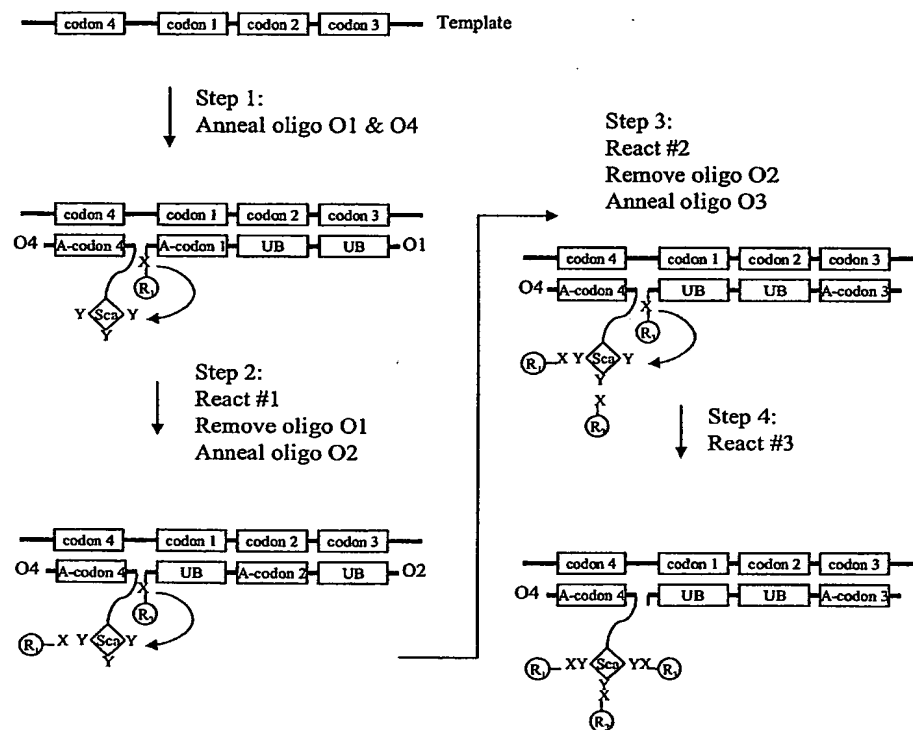 codon 4 codon 1 codon 2 codon 3 Template
Step 1:
Anneal oligo O1 & O4
codon 4 codon 1 codon 2 codon 3
O4 A-codon 4 A-codon 1 UB UB O1
X
R₁
Y Sca Y
Y
Step 2:
React #1
Remove oligo O1
Anneal oligo O2
codon 4 codon 1 codon 2 codon 3
O4 A-codon 4 UB A-codon 2 UB O2
X
R₂
R₁ X Y Sca Y
Y
Step 3:
React #2
Remove oligo O2
Anneal oligo O3
codon 4 codon 1 codon 2 codon 3
O4 A-codon 4 UB UB A-codon 3
X
R₁ X Y Sca Y
Y
X
R₂
Step 4:
React #3
codon 4 codon 1 codon 2 codon 3
O4 A-codon 4 UB UB A-codon 3
R₁ XY Sca YX
Y
X
R₂